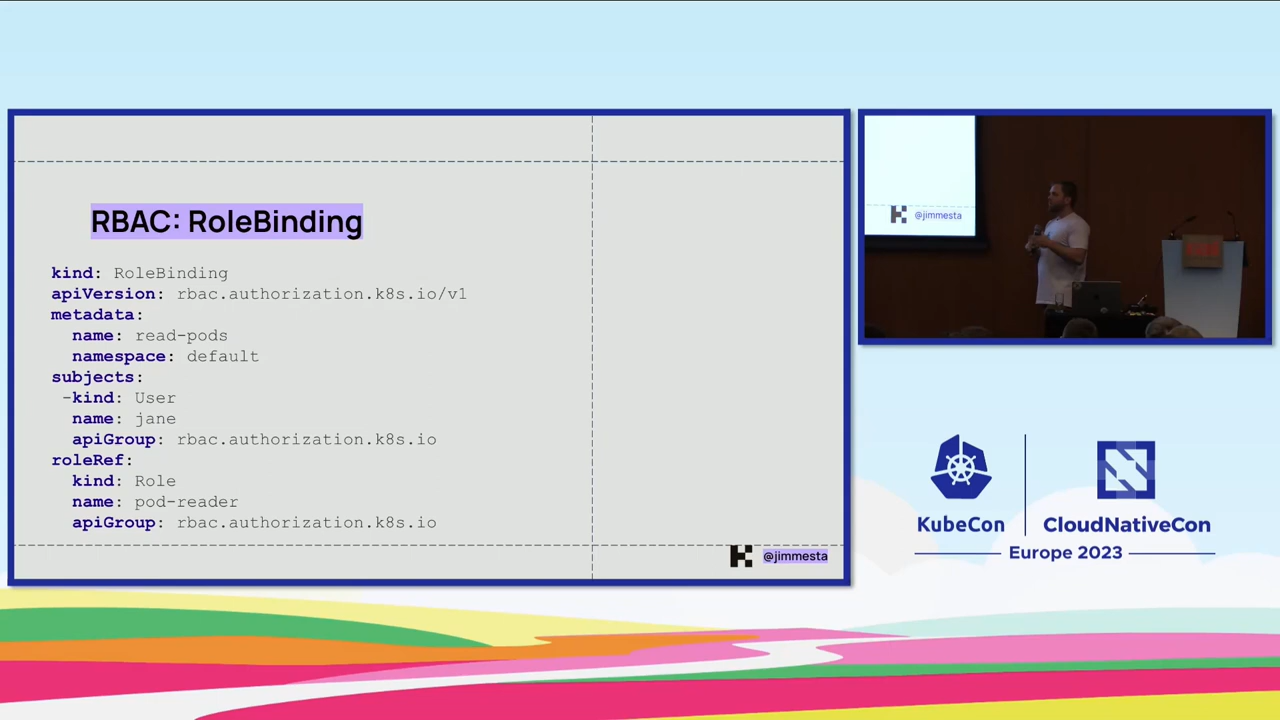 RBAC: RoleBinding
kind: RoleBinding
apiVersion: rbac.authorization.k8s.io/v1
metadata:
  name: read-pods
  namespace: default
subjects:
 -kind: User
  name: jane
  apiGroup: rbac.authorization.k8s.io
roleRef:
  kind: Role
  name: pod-reader
  apiGroup: rbac.authorization.k8s.io
@jimmesta
@jimmesta
KubeCon
CloudNativeCon
Europe 2023